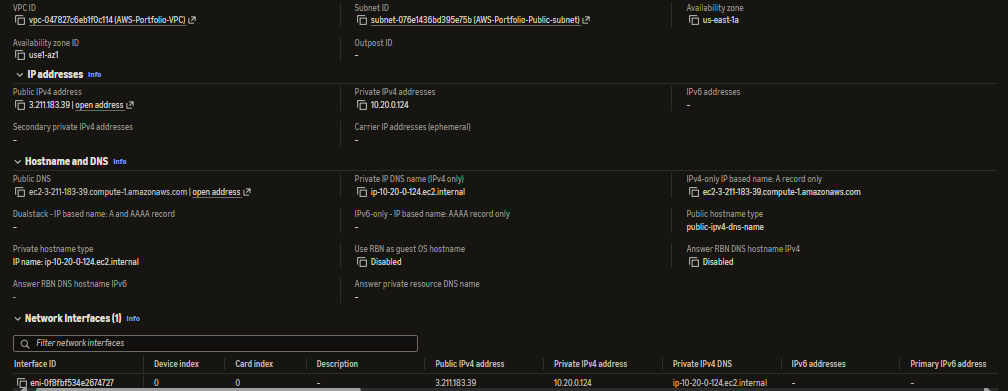 VPC ID Subnet ID Availability zone
vpc-047827c6eb1f0c114 (AWS-Portfolio-VPC) subnet-076e1436bd395e75b (AWS-Portfolio-Public-subnet) us-east-1a
Availability zone ID Outpost ID
use1-az1 –
IP addresses Info
Public IPv4 address Private IPv4 addresses IPv6 addresses
3.211.183.39 | open address 10.20.0.124 –
Secondary private IPv4 addresses Carrier IP addresses (ephemeral)
– –
Hostname and DNS Info
Public DNS Private IP DNS name (IPv4 only) IPv4-only IP based name: A record only
ec2-3-211-183-39.compute-1.amazonaws.com | open address ip-10-20-0-124.ec2.internal ec2-3-211-183-39.compute-1.amazonaws.com
Dualstack - IP based name: A and AAAA record IPv6-only - IP based name: AAAA record only Public hostname type
– – public-ipv4-dns-name
Private hostname type Use RBN as guest OS hostname Answer RBN DNS hostname IPv4
IP name: ip-10-20-0-124.ec2.internal Disabled Disabled
Answer RBN DNS hostname IPv6 Answer private resource DNS name
- –
Network Interfaces (1) Info
Filter network interfaces
Interface ID Device index Card index Description Public IPv4 address Private IPv4 address Private IPv4 DNS IPv6 addresses Primary IPv6 address
eni-0f8fbf534e2674727 0 0 – 3.211.183.39 10.20.0.124 ip-10-20-0-124.ec2.internal – –